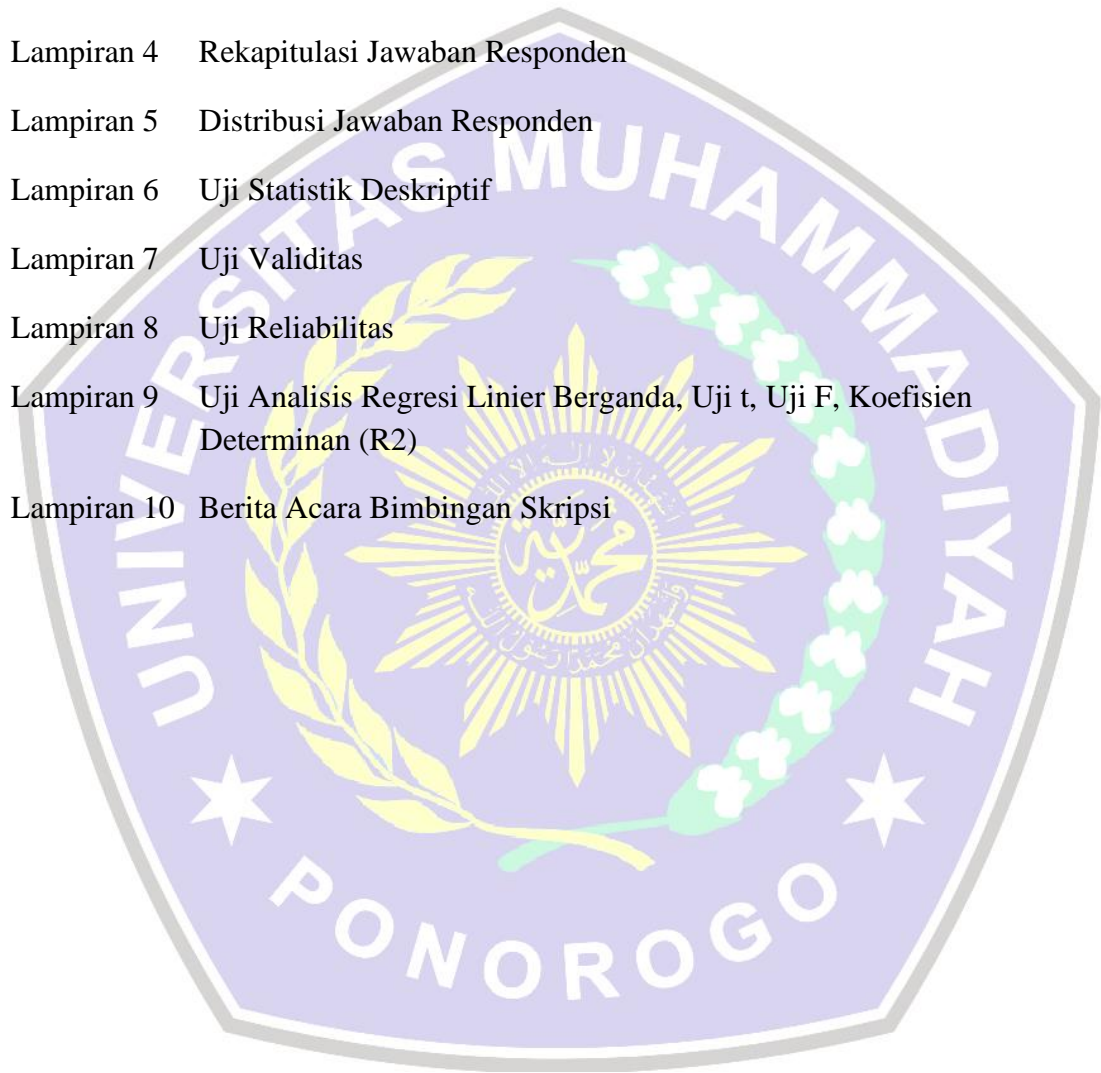 Lampiran 4 Rekapitulasi Jawaban Responden
Lampiran 5 Distribusi Jawaban Responden
Lampiran 6 Uji Statistik Deskriptif
Lampiran 7 Uji Validitas
Lampiran 8 Uji Reliabilitas
Lampiran 9 Uji Analisis Regresi Linier Berganda, Uji t, Uji F, Koefisien
Determinan (R2)
Lampiran 10 Berita Acara Bimbingan Skripsi
UNIVERSITAS MUHAMMADIYAH
PONOROGO
محمدية